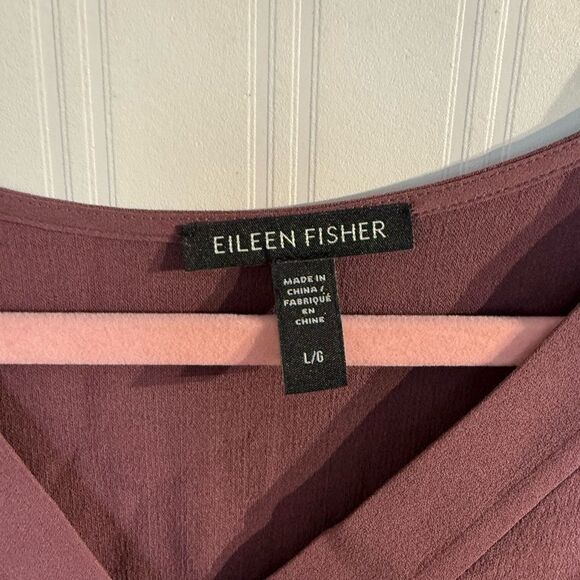 EILEEN FISHER
MADE IN
CHINA /
FABRIQUÉ
EN
CHINE
L/G